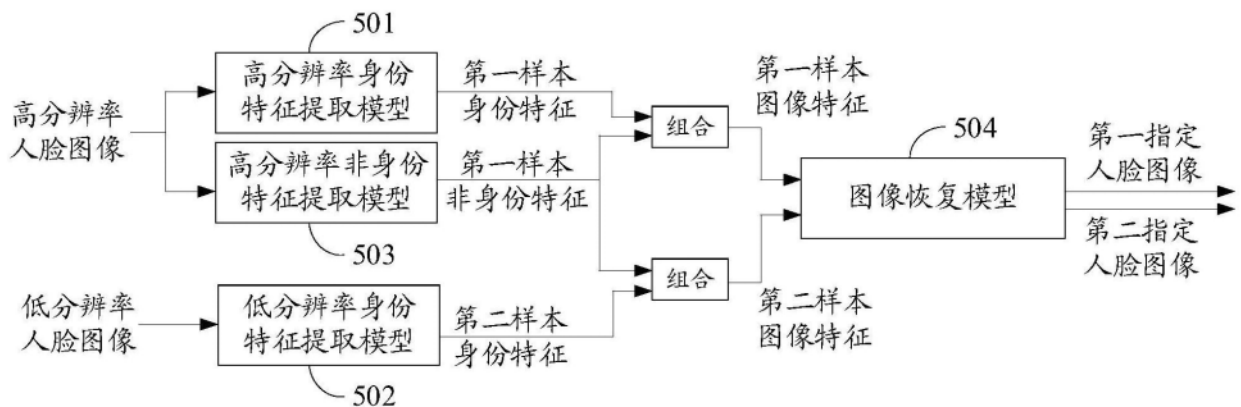 501
高分辨率身份
特征提取模型
高分辨率
人脸图像
第一样本
身份特征
高分辨率非身份
特征提取模型
503
第一样本
非身份特征
低分辨率
人脸图像
低分辨率身份
特征提取模型
502
第二样本
身份特征
组合
第一样本
图像特征
组合
第二样本
图像特征
504
图像恢复模型
第一指定
人脸图像
第二指定
人脸图像